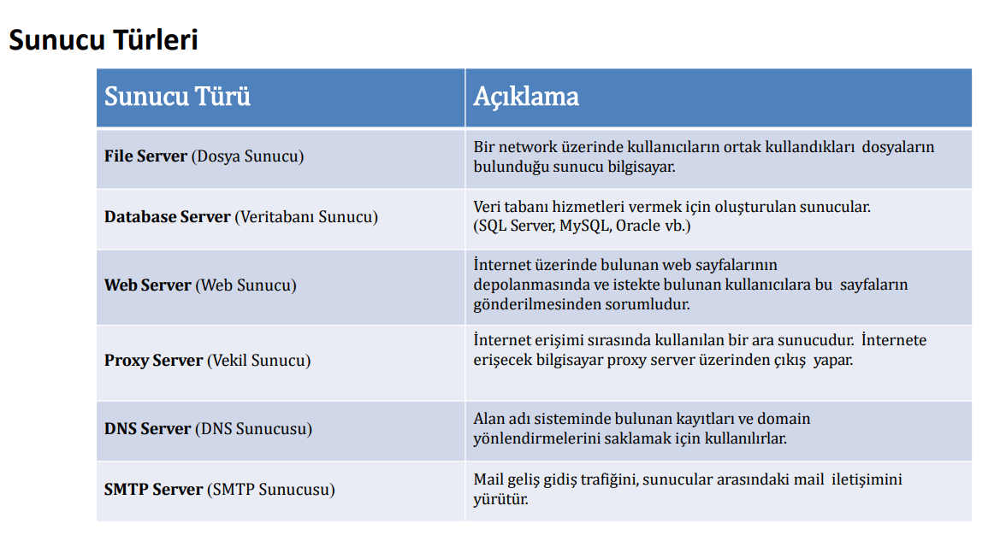 Sunucu Türleri
Sunucu Türü
Açıklama
File Server (Dosya Sunucu)
Bir network üzerinde kullanıcıların ortak kullandıkları dosyaların
bulunduğu sunucu bilgisayar.
Database Server (Veritabanı Sunucu)
Veri tabanı hizmetleri vermek için oluşturulan sunucular.
(SQL Server, MySQL, Oracle vb.)
Web Server (Web Sunucu)
İnternet üzerinde bulunan web sayfalarının
depolanmasında ve istekte bulunan kullanıcılara bu sayfaların
gönderilmesinden sorumludur.
Proxy Server (Vekil Sunucu)
İnternet erişimi sırasında kullanılan bir ara sunucudur. İnternete
erişecek bilgisayar proxy server üzerinden çıkış yapar.
DNS Server (DNS Sunucusu)
Alan adı sisteminde bulunan kayıtları ve domain
yönlendirmelerini saklamak için kullanılırlar.
SMTP Server (SMTP Sunucusu)
Mail geliş gidiş trafiğini, sunucular arasındaki mail iletişimini
yürütür.